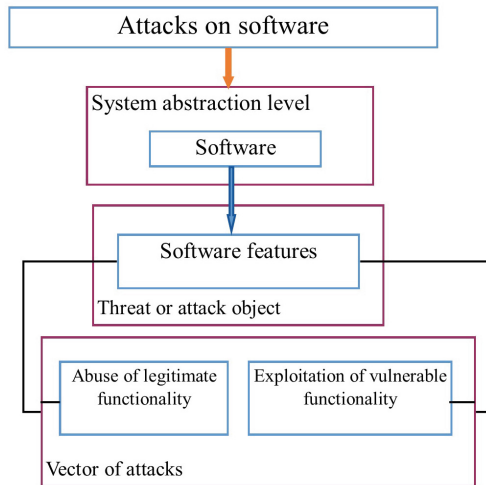 Attacks on software
System abstraction level
Software
Software features
Threat or attack object
Abuse of legitimate
functionality
Exploitation of vulnerable
functionality
Vector of attacks